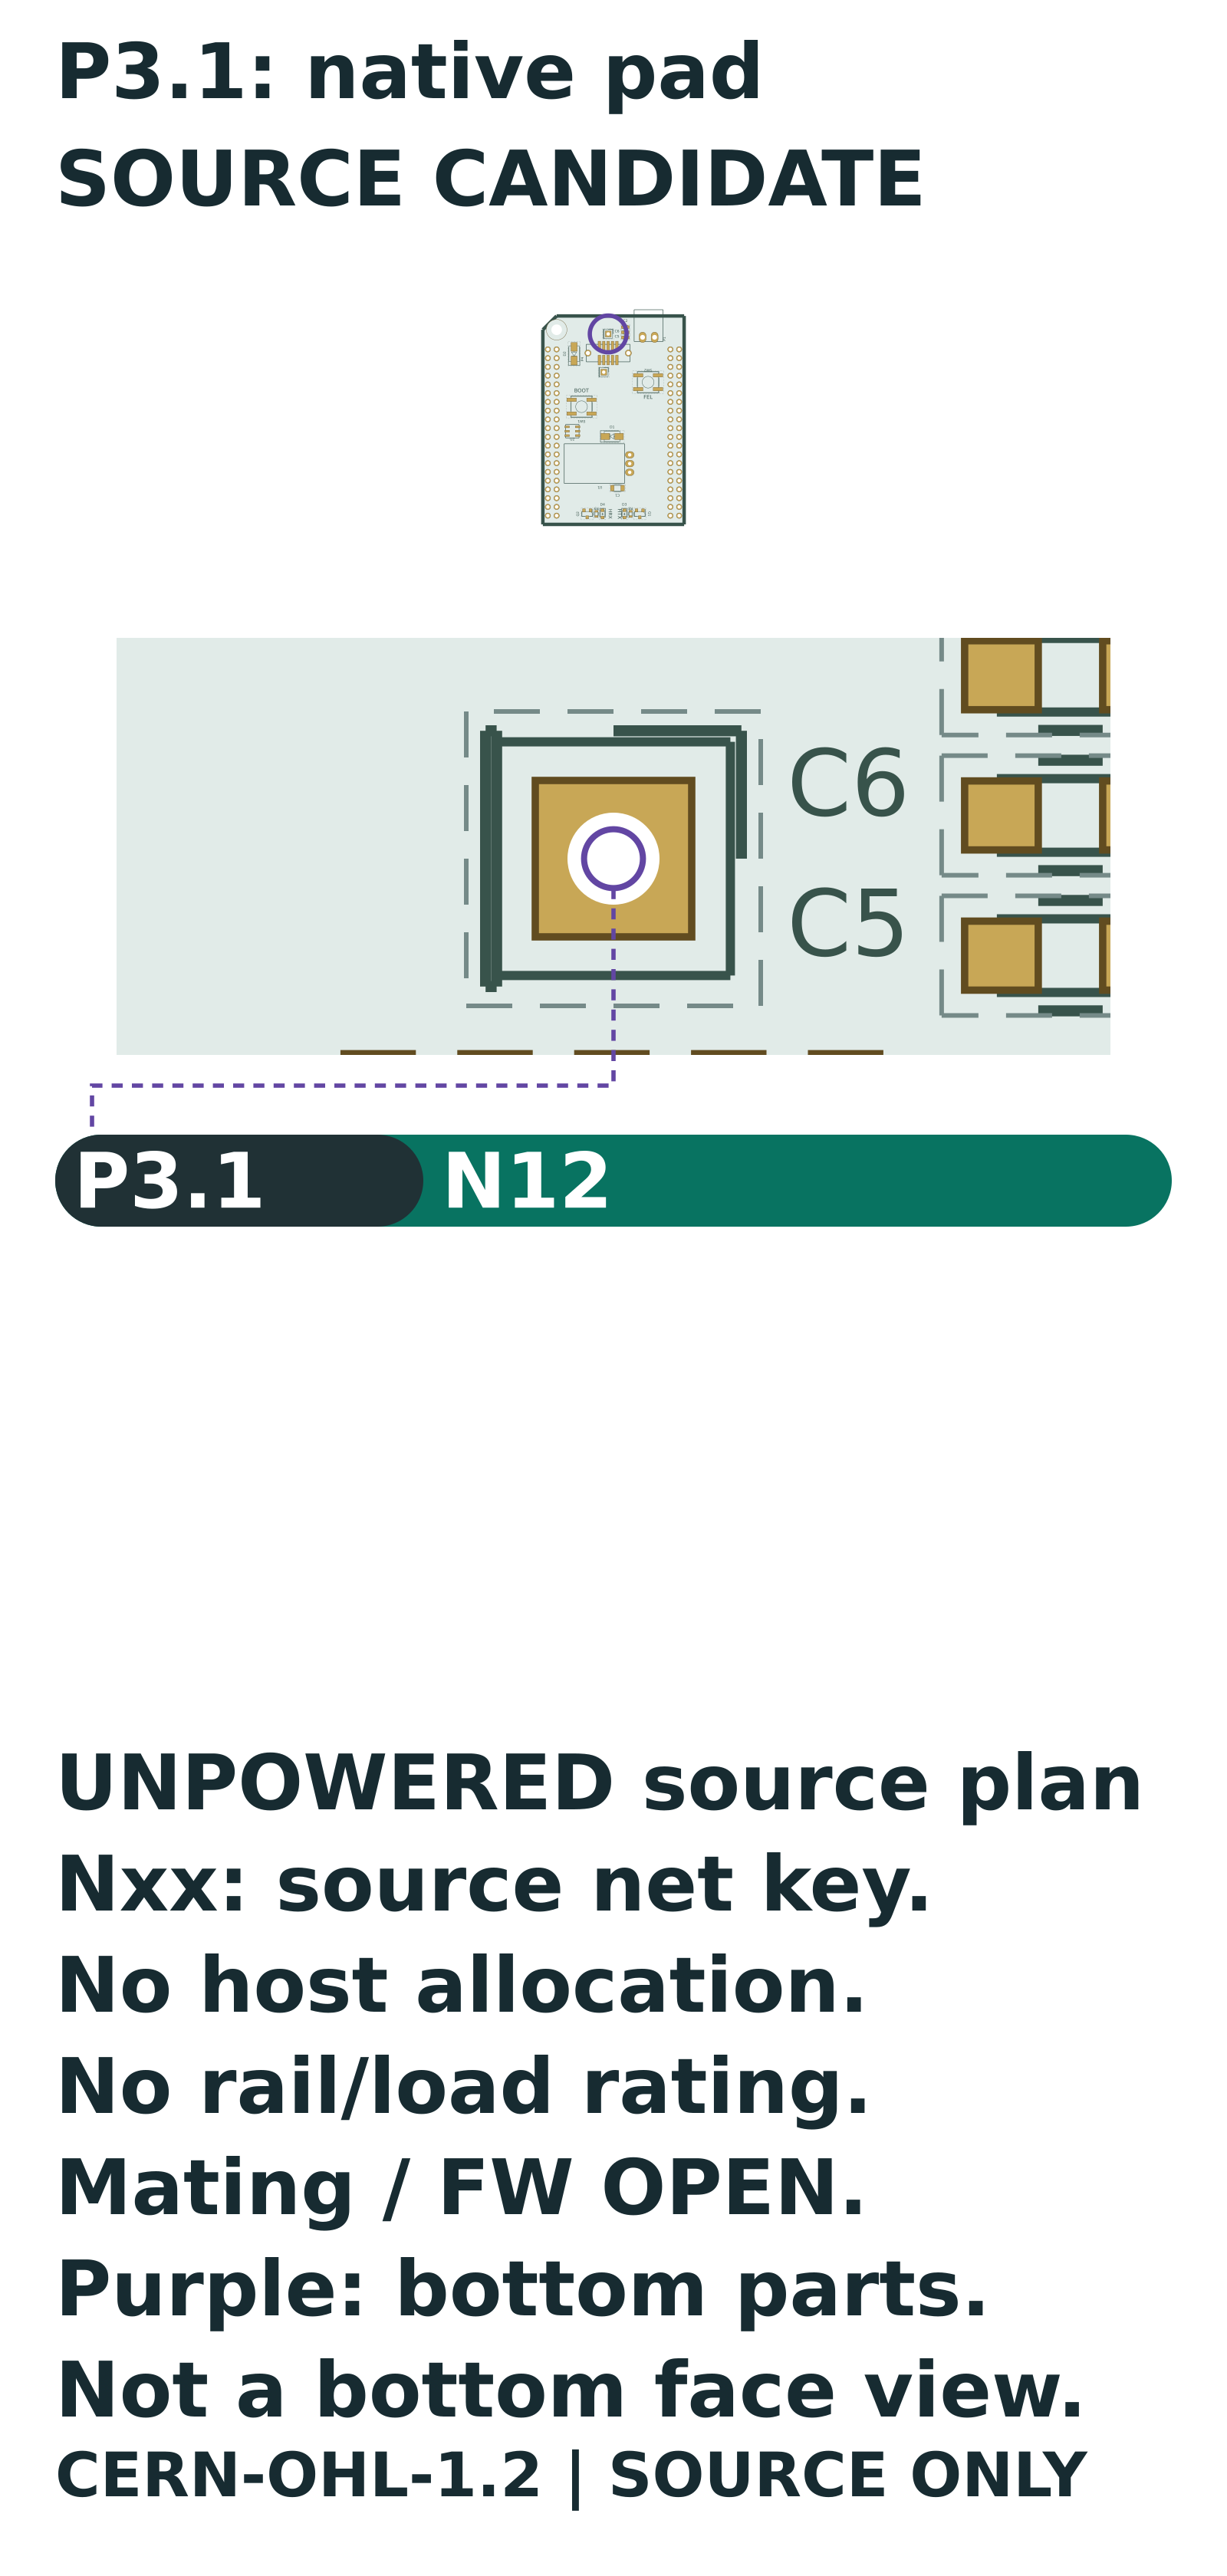 P3.1: native pad
SOURCE CANDIDATE
BOOT
FEL
C6
C5
P3.1 N12
UNPOWERED source plan
Nxx: source net key.
No host allocation.
No rail/load rating.
Mating / FW OPEN.
Purple: bottom parts.
Not a bottom face view.
CERN-OHL-1.2 | SOURCE ONLY